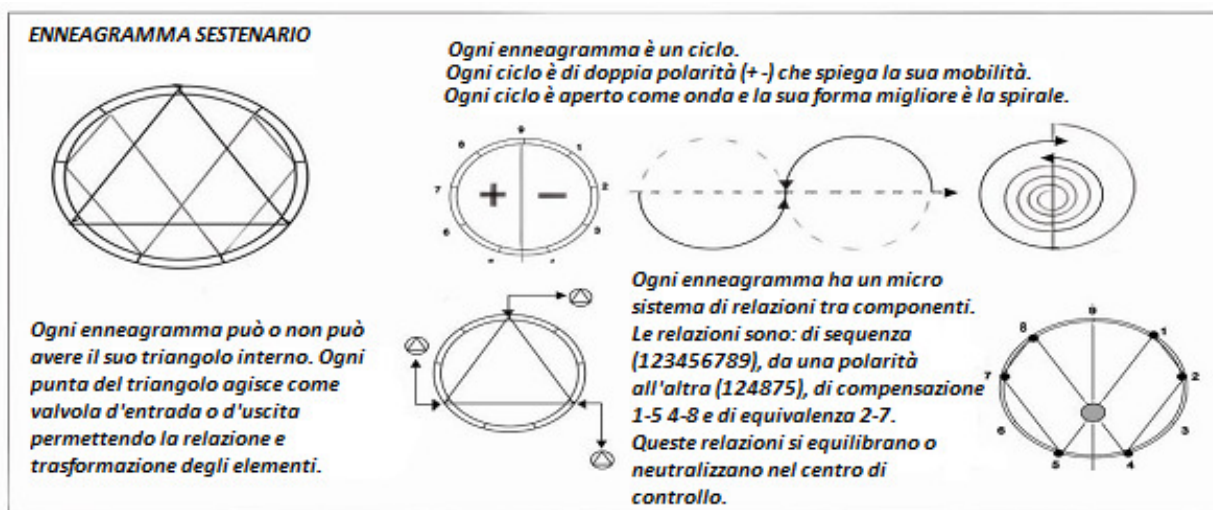 ENNEAGRAMMA SESTENARIO
Ogni enneagramma è un ciclo.
Ogni ciclo è di doppia polarità (+ -) che spiega la sua mobilità.
Ogni ciclo è aperto come onda e la sua forma migliore è la spirale.
9
8 1
7 + - 2
6 3
Ogni enneagramma può o non può
avere il suo triangolo interno. Ogni
punta del triangolo agisce come
valvola d'entrata o d'uscita
permettendo la relazione e
trasformazione degli elementi.
Ogni enneagramma ha un micro
sistema di relazioni tra componenti.
Le relazioni sono: di sequenza
(123456789), da una polarità
all'altra (124875), di compensazione
1-5 4-8 e di equivalenza 2-7.
Queste relazioni si equilibrano o
neutralizzano nel centro di
controllo.
9
8 1
7 2
6 3
5 4